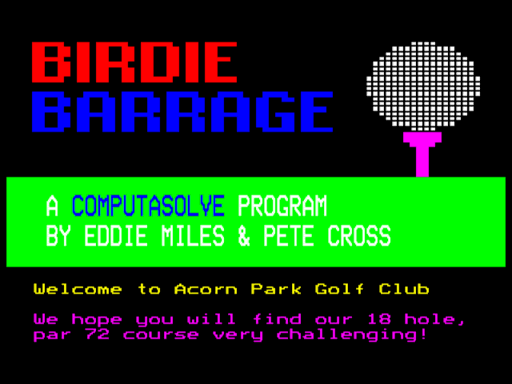 BIRDIE
BARRAGE
A COMPUTASOLVE PROGRAM
BY EDDIE MILES & PETE CROSS
Welcome to Acorn Park Golf Club
We hope you will find our 18 hole,
par 72 course very challenging!